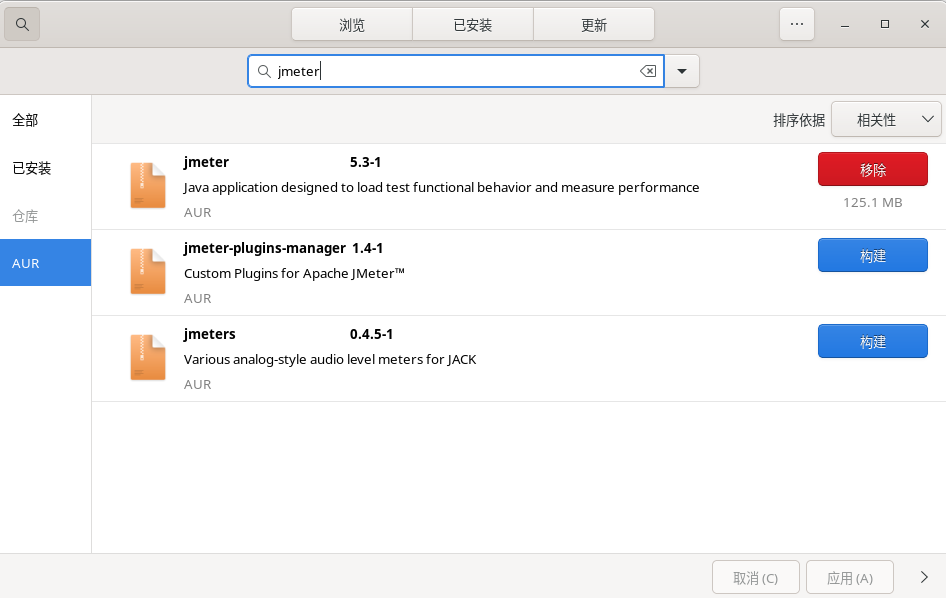 浏览 已安装 更新
jmeter
全部
已安装
仓库
AUR
排序依据 相关性
jmeter 5.3-1
Java application designed to load test functional behavior and measure performance
AUR
移除
125.1 MB
jmeter-plugins-manager 1.4-1
Custom Plugins for Apache JMeter™
AUR
构建
jmeters 0.4.5-1
Various analog-style audio level meters for JACK
AUR
构建
取消 (C) 应用 (A)